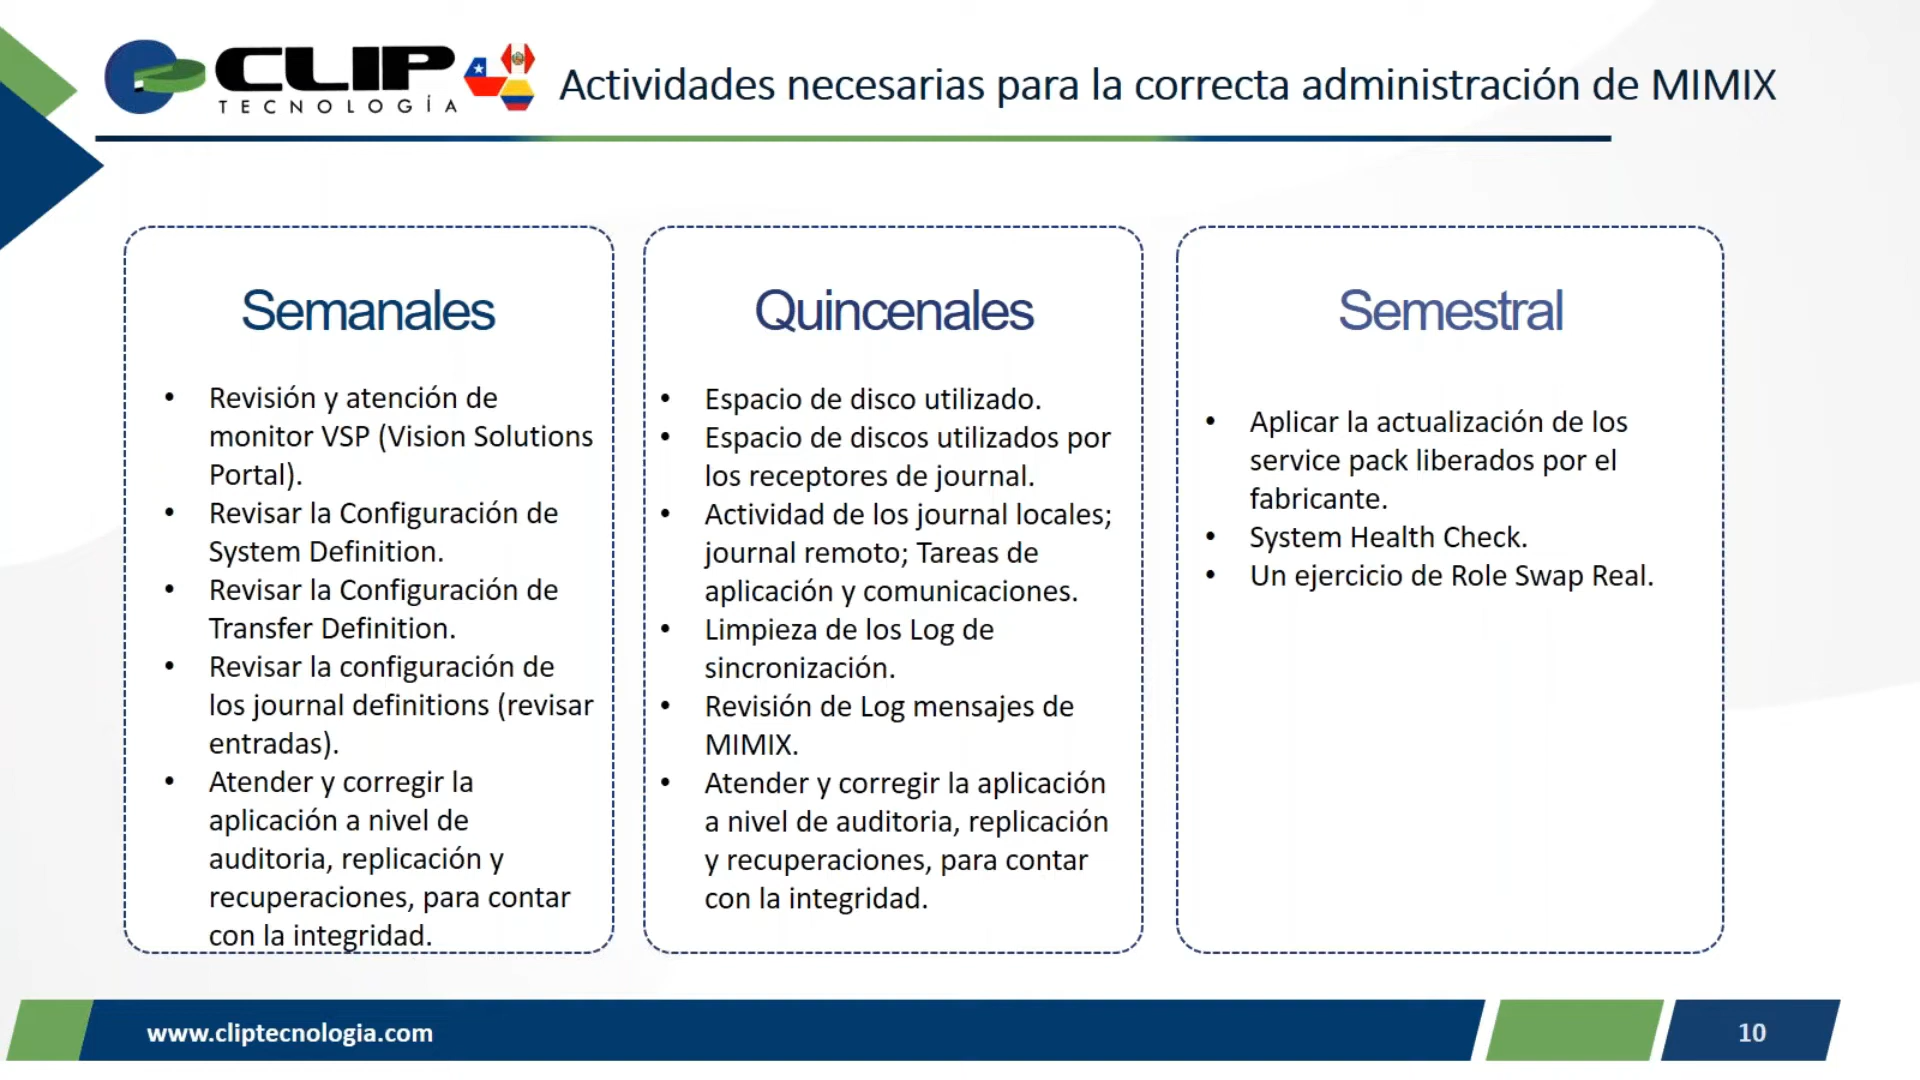 CLIP
TECNOLOGÍA
Actividades necesarias para la correcta administración de MIMIX
Semanales
• Revisión y atención de
monitor VSP (Vision Solutions
Portal).
• Revisar la Configuración de
System Definition.
• Revisar la Configuración de
Transfer Definition.
• Revisar la configuración de
los journal definitions (revisar
entradas).
• Atender y corregir la
aplicación a nivel de
auditoria, replicación y
recuperaciones, para contar
con la integridad.
Quincenales
• Espacio de disco utilizado.
• Espacio de discos utilizados por
los receptores de journal.
• Actividad de los journal locales;
journal remoto; Tareas de
aplicación y comunicaciones.
• Limpieza de los Log de
sincronización.
• Revisión de Log mensajes de
MIMIX.
• Atender y corregir la aplicación
a nivel de auditoria, replicación
y recuperaciones, para contar
con la integridad.
Semestral
• Aplicar la actualización de los
service pack liberados por el
fabricante.
• System Health Check.
• Un ejercicio de Role Swap Real.
www.cliptecnologia.com
10